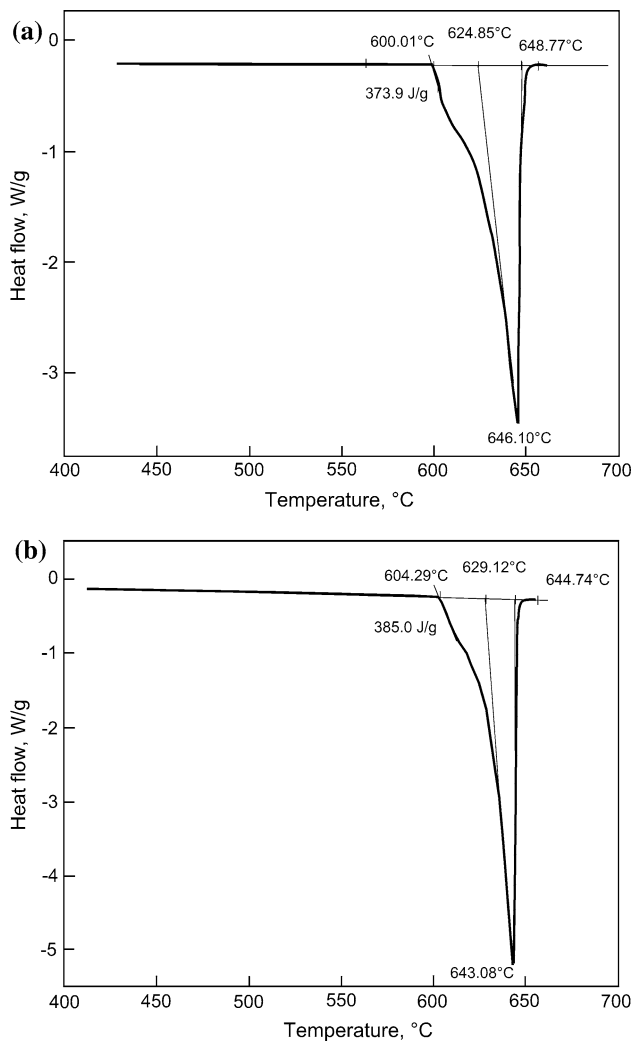 (a)
0
600.01°C
624.85°C
648.77°C
373.9 J/g
-1
Heat flow, W/g
-2
-3
646.10°C
400
450
500
550
600
650
700
Temperature, °C
(b)
0
604.29°C
629.12°C
644.74°C
385.0 J/g
-1
-2
Heat flow, W/g
-3
-4
-5
643.08°C
400
450
500
550
600
650
700
Temperature, °C